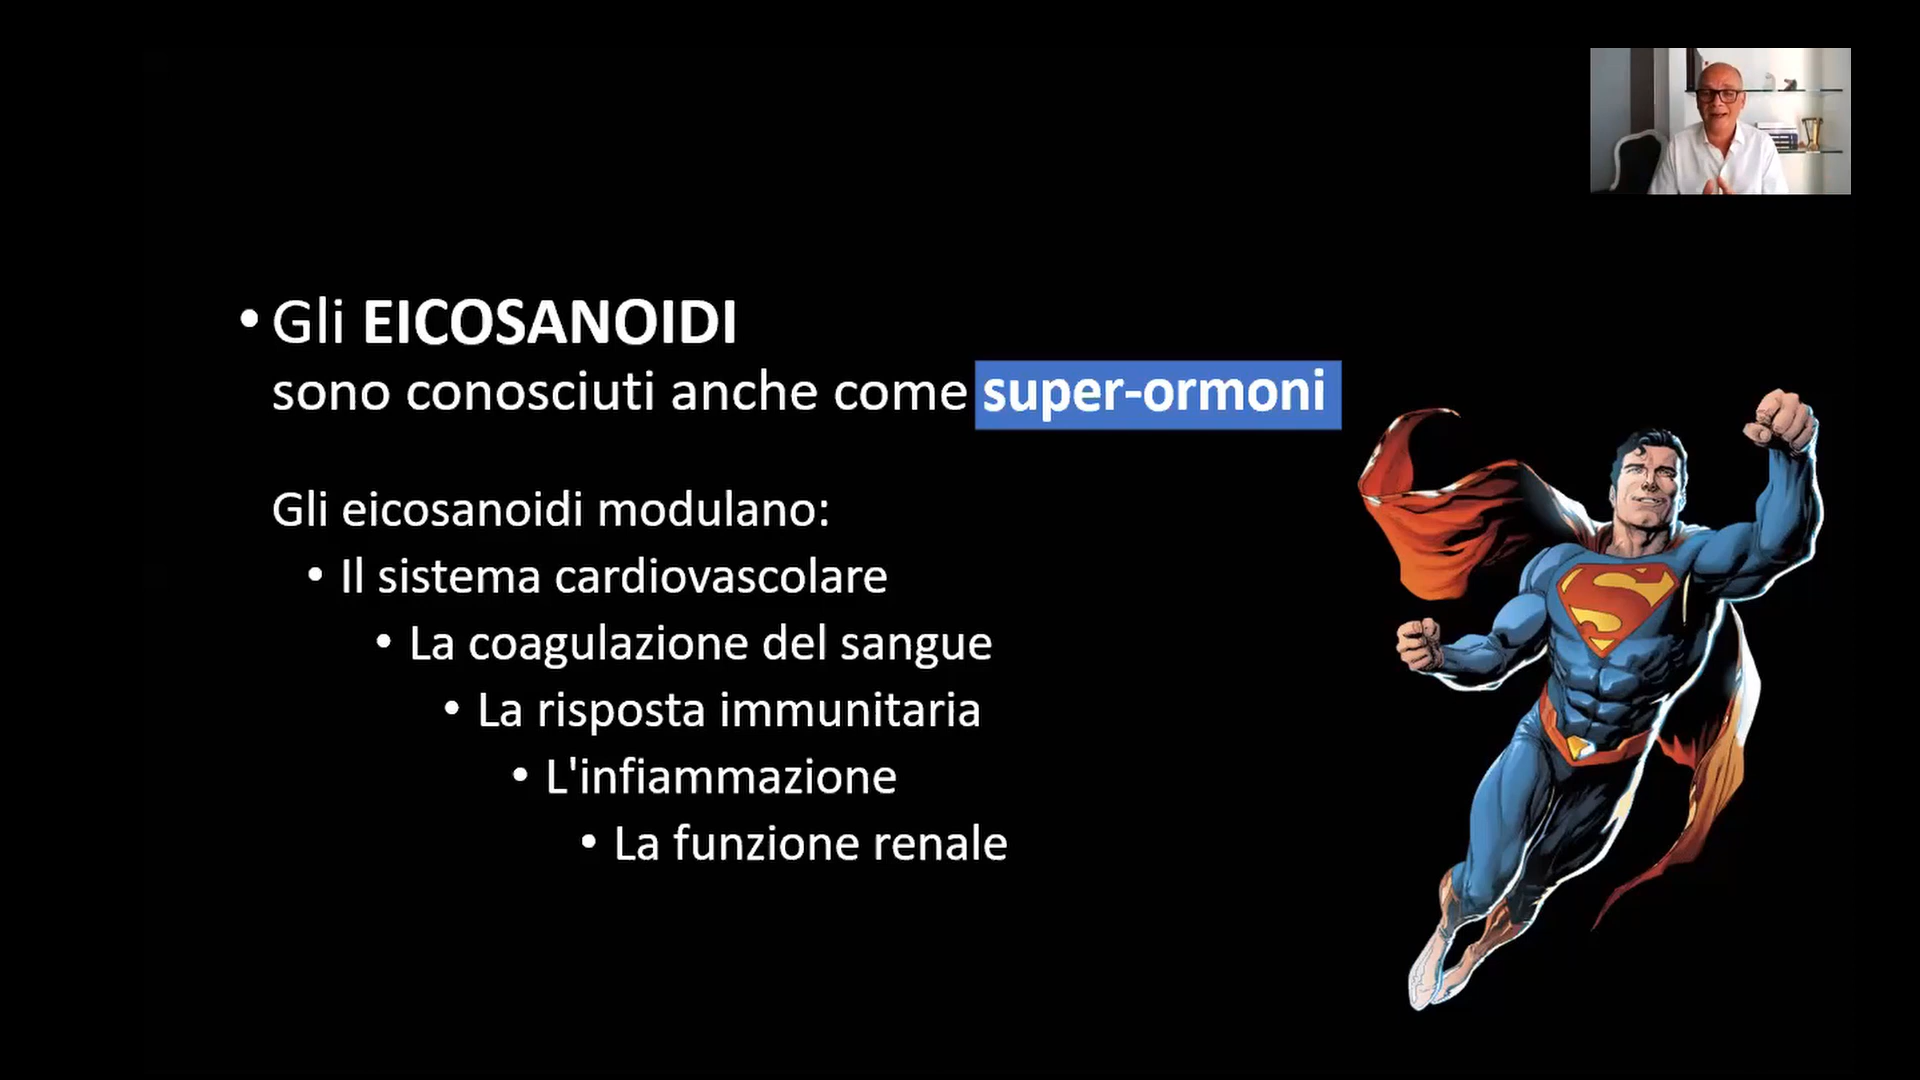 • Gli EICOSANOIDI
sono conosciuti anche come super-ormoni
Gli eicosanoidi modulano:
• Il sistema cardiovascolare
• La coagulazione del sangue
• La risposta immunitaria
• L'infiammazione
• La funzione renale
S